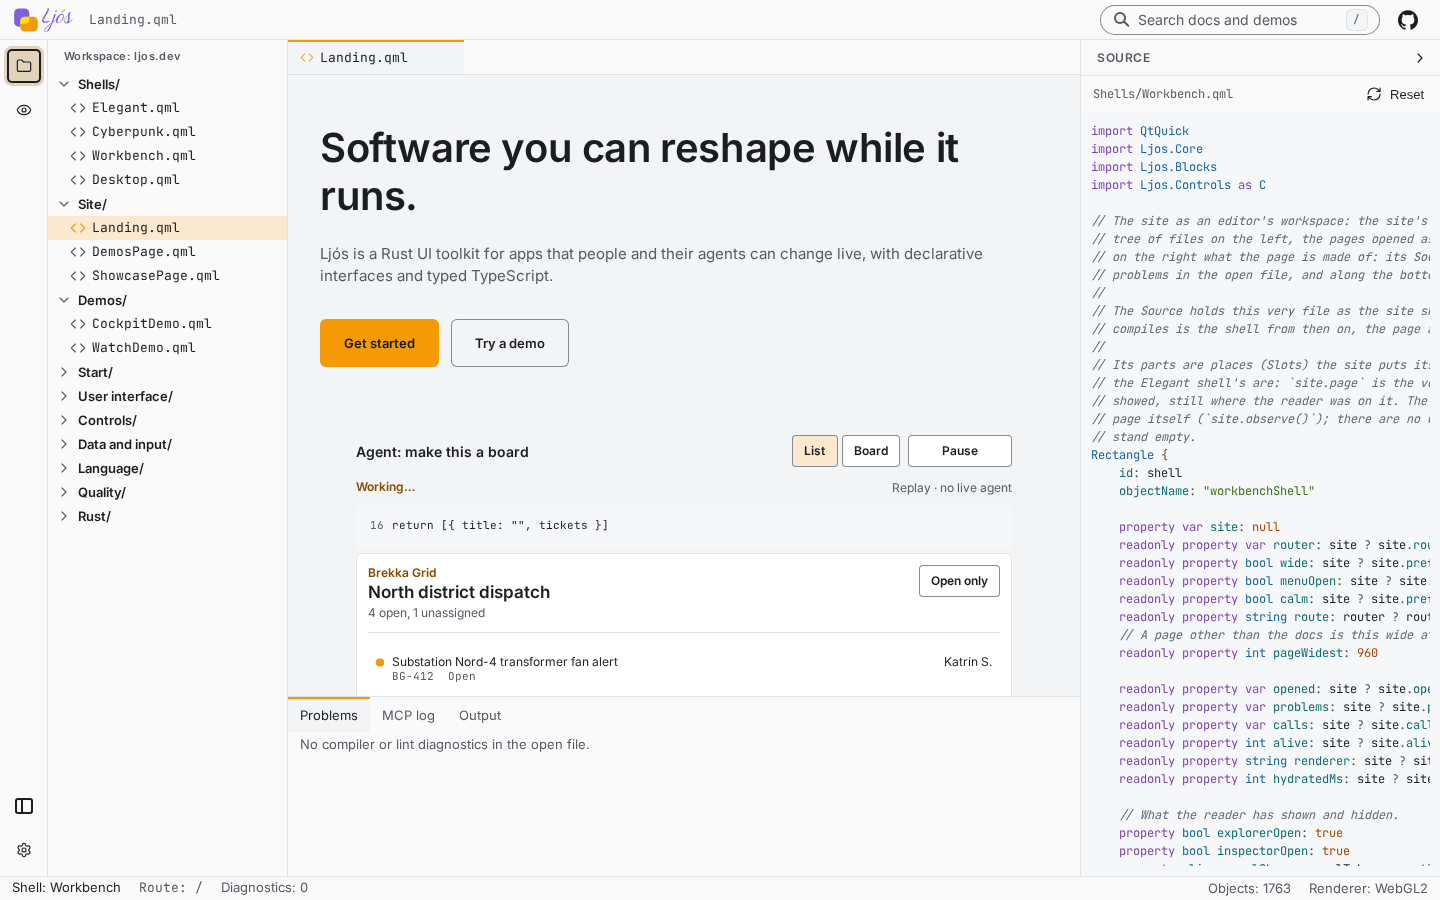 Ljós Landing.qml
Search docs and demos /
Workspace: ljos.dev
Shells/
Elegant.qml
Cyberpunk.qml
Workbench.qml
Desktop.qml
Site/
Landing.qml
DemosPage.qml
ShowcasePage.qml
Demos/
CockpitDemo.qml
WatchDemo.qml
Start/
User interface/
Controls/
Data and input/
Language/
Quality/
Rust/
Landing.qml
Software you can reshape while it
runs.
Ljós is a Rust UI toolkit for apps that people and their agents can change live, with declarative
interfaces and typed TypeScript.
Get started
Try a demo
Agent: make this a board
List
Board
Pause
Working...
Replay · no live agent
16 return [{ title: "", tickets }]
Brekka Grid
North district dispatch
4 open, 1 unassigned
Open only
Substation Nord-4 transformer fan alert
BG-412 Open
Katrín S.
Problems
MCP log
Output
No compiler or lint diagnostics in the open file.
SOURCE
Shells/Workbench.qml
Reset
import QtQuick
import Ljos.Core
import Ljos.Blocks
import Ljos.Controls as C
// The site as an editor's workspace: the site's
// tree of files on the left, the pages opened as
// on the right what the page is made of: its Sou
// problems in the open file, and along the botto
//
// The Source holds this very file as the site sh
// compiles is the shell from then on, the page a
//
// Its parts are places (Slots) the site puts its
// the Elegant shell's are: `site.page` is the ve
// showed, still where the reader was on it. The
// page itself (`site.observe()`); there are no
// stand empty.
Rectangle {
id: shell
objectName: "workbenchShell"
property var site: null
readonly property var router: site ? site.rou
readonly property bool wide: site ? site.pref
readonly property bool menuOpen: site ? site.
readonly property bool calm: site ? site.pref
readonly property string route: router ? rout
// A page other than the docs is this wide a
readonly property int pageWidest: 960
readonly property var opened: site ? site.ope
readonly property var problems: site ? site.p
readonly property var calls: site ? site.call
readonly property int alive: site ? site.aliv
readonly property string renderer: site ? sit
readonly property int hydratedMs: site ? site
// What the reader has shown and hidden.
property bool explorerOpen: true
property bool inspectorOpen: true
Shell: Workbench
Route: /
Diagnostics: 0
Objects: 1763
Renderer: WebGL2